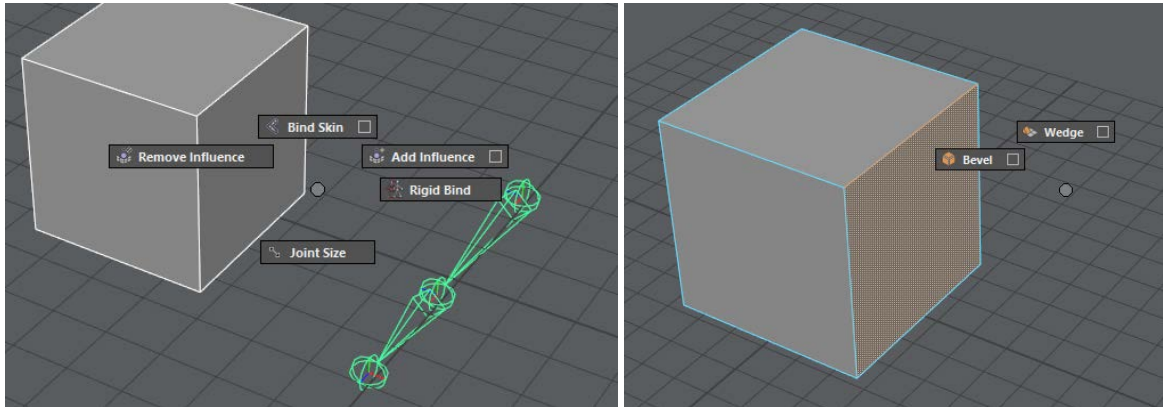 Bind Skin
Remove Influence
Add Influence
Rigid Bind
Joint Size
Wedge
Bevel